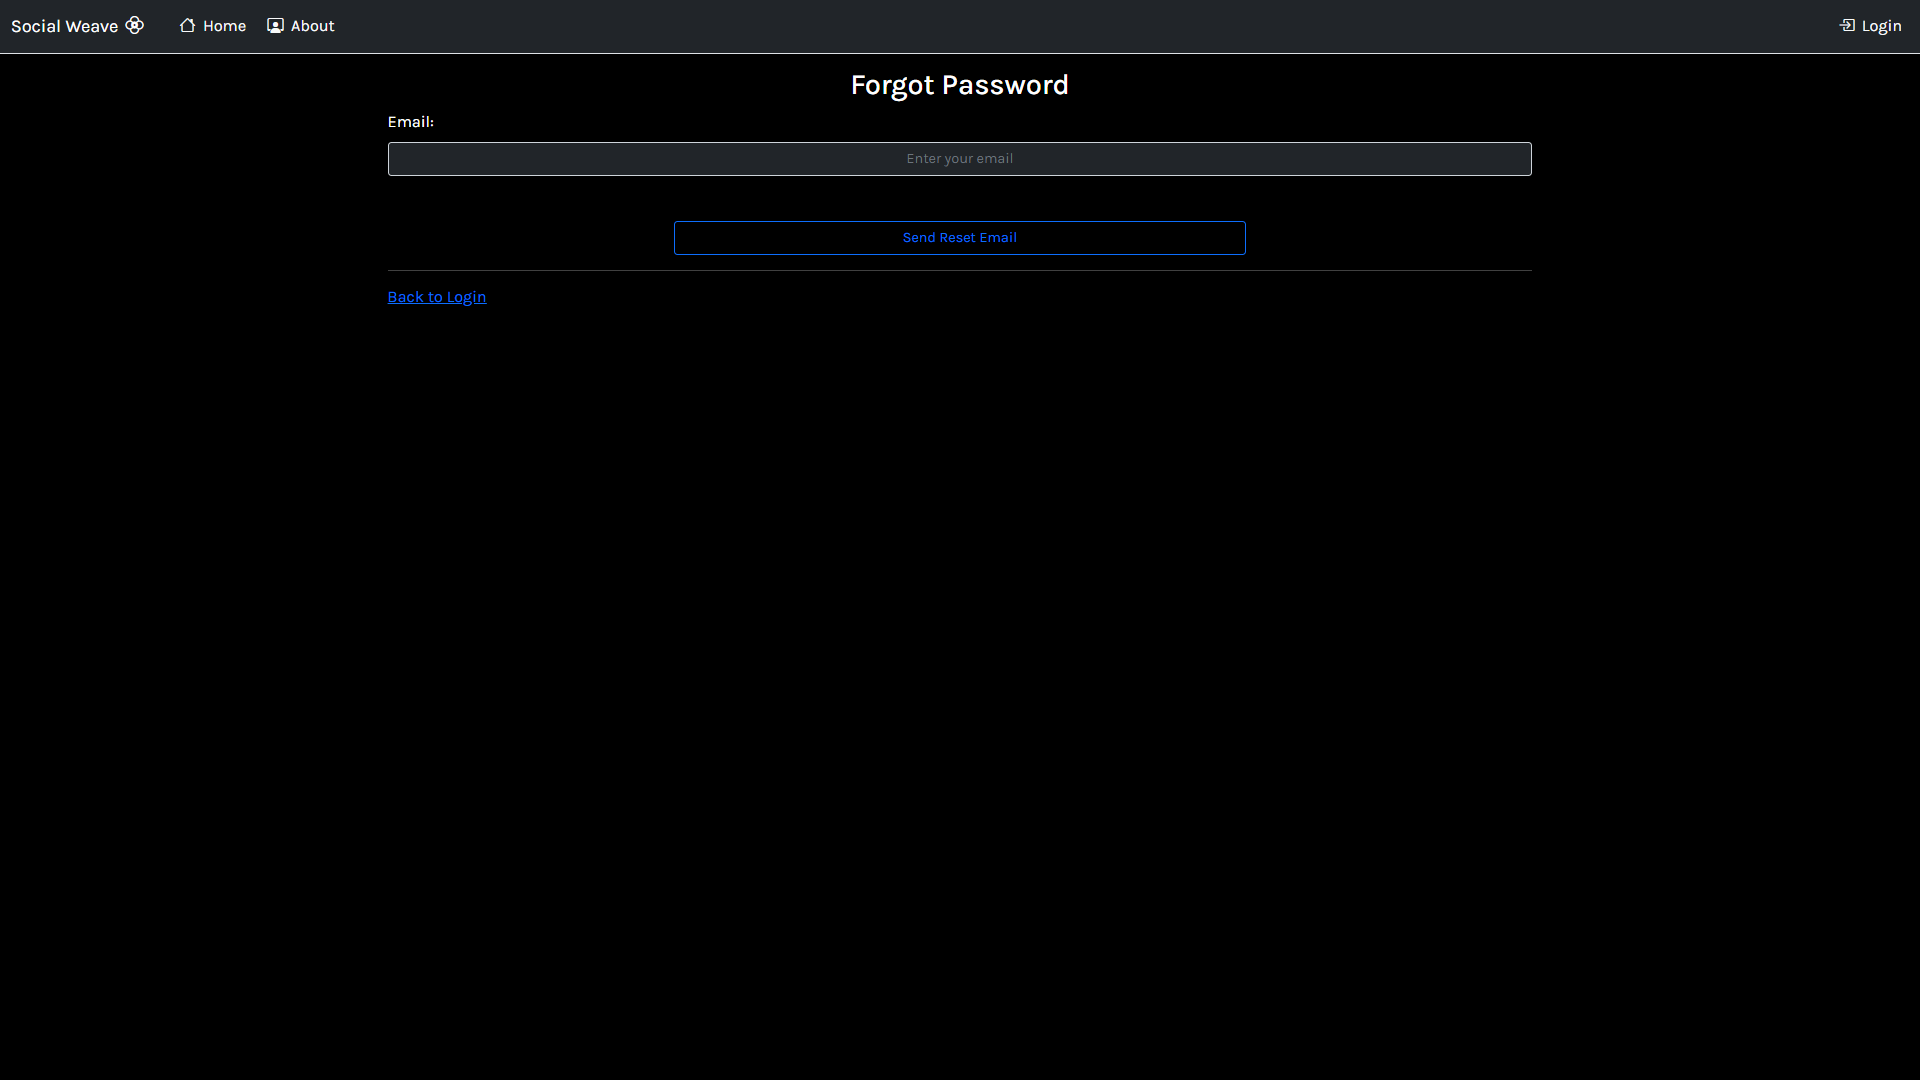 Social Weave
Home
About
Login
Forgot Password
Email:
Enter your email
Send Reset Email
Back to Login